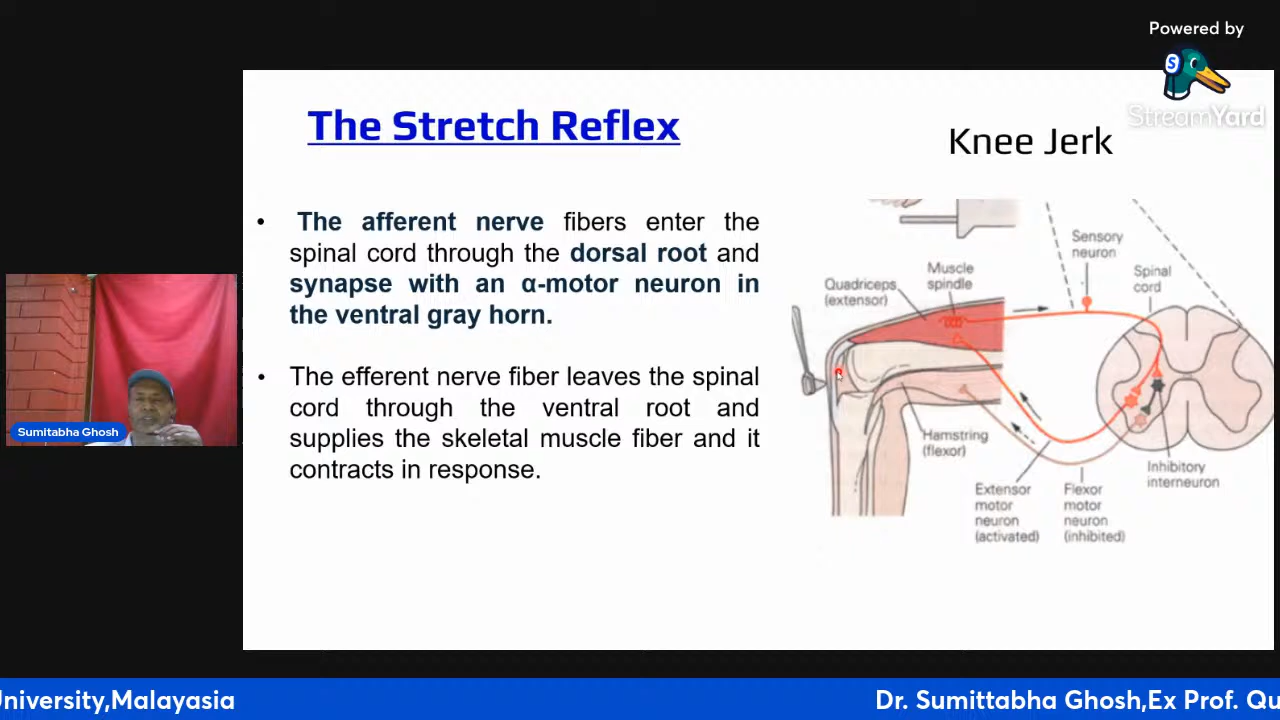 Powered by
S
StreamYard
The Stretch Reflex
Knee Jerk
• The afferent nerve fibers enter the
spinal cord through the dorsal root and
synapse with an α-motor neuron in
the ventral gray horn.
• The efferent nerve fiber leaves the spinal
cord through the ventral root and
supplies the skeletal muscle fiber and it
contracts in response.
Sensory
neuron
Muscle
spindle
Spinal
cord
Quadriceps
(extensor)
Hamstring
(flexor)
Inhibitory
interneuron
Extensor
motor
neuron
(activated)
Flexor
motor
neuron
(inhibited)
Sumitabha Ghosh
University,Malayasia
Dr. Sumittabha Ghosh,Ex Prof. Qu